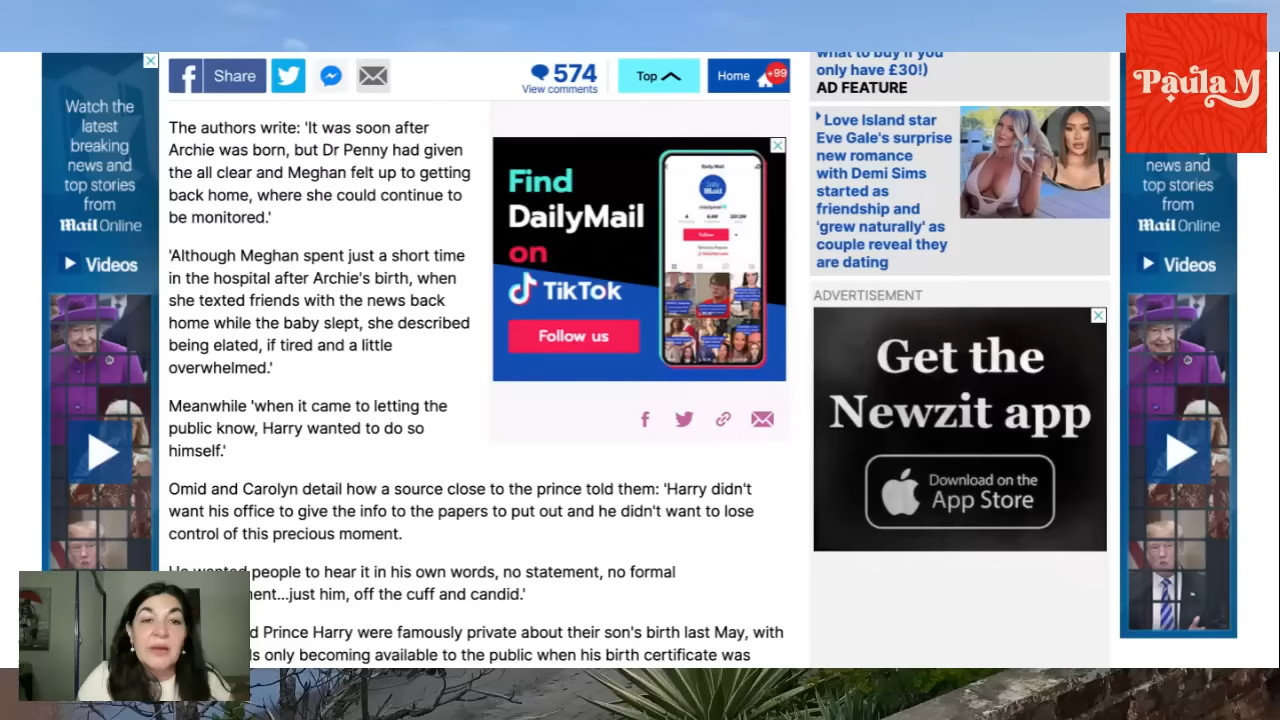 Watch the
latest
breaking
news and
top stories
from
Mail Online
Videos
Share
574
View comments
Top
Home
+99
The authors write: 'It was soon after
Archie was born, but Dr Penny had given
the all clear and Meghan felt up to getting
back home, where she could continue to
be monitored.'
'Although Meghan spent just a short time
in the hospital after Archie's birth, when
she texted friends with the news back
home while the baby slept, she described
being elated, if tired and a little
overwhelmed.'
Meanwhile 'when it came to letting the
public know, Harry wanted to do so
himself.'
Omid and Carolyn detail how a source close to the prince told them: 'Harry didn't
want his office to give the info to the papers to put out and he didn't want to lose
control of this precious moment.
people to hear it in his own words, no statement, no formal
...just him, off the cuff and candid.'
Prince Harry were famously private about their son's birth last May, with
only becoming available to the public when his birth certificate was
Find
DailyMail
on
TikTok
Follow us
Daily Mail
Follow
what to buy if you
only have £30!)
AD FEATURE
Love Island star
Eve Gale's surprise
new romance
with Demi Sims
started as
friendship and
'grew naturally' as
couple reveal they
are dating
ADVERTISEMENT
Get the
Newzit app
Download on the
App Store
Paula M
news and
top stories
from
Mail Online
Videos